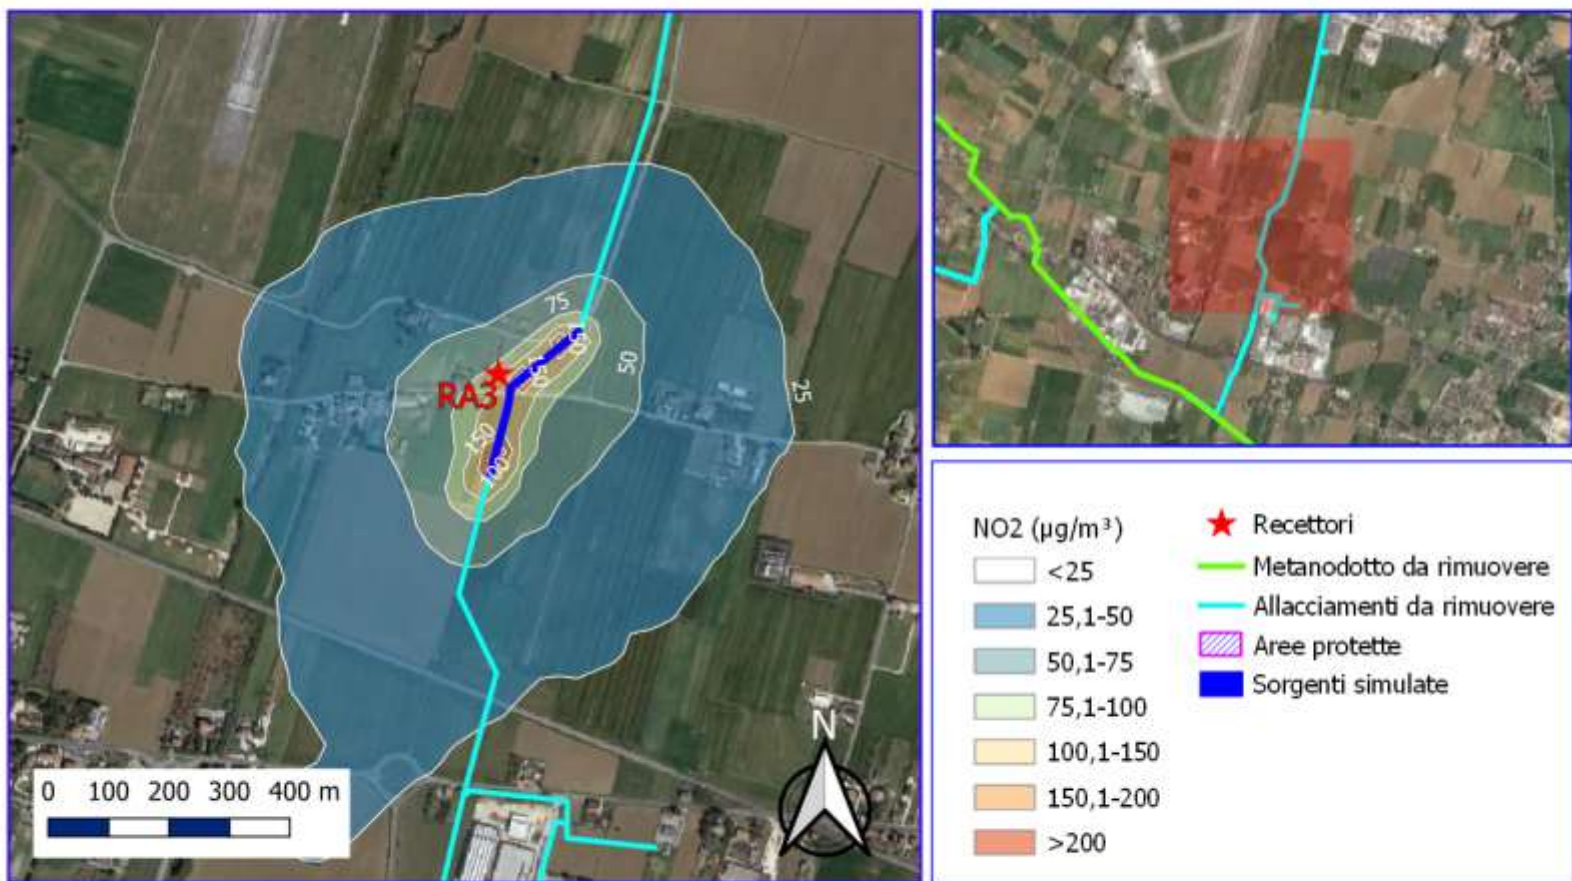 75
50
50
25
150
RA3
150
100
N
0 100 200 300 400 m
NO2 (µg/m³)
<25
25,1-50
50,1-75
75,1-100
100,1-150
150,1-200
>200
Recettori
Metanodotto da rimuovere
Allacciamenti da rimuovere
Aree protette
Sorgenti simulate